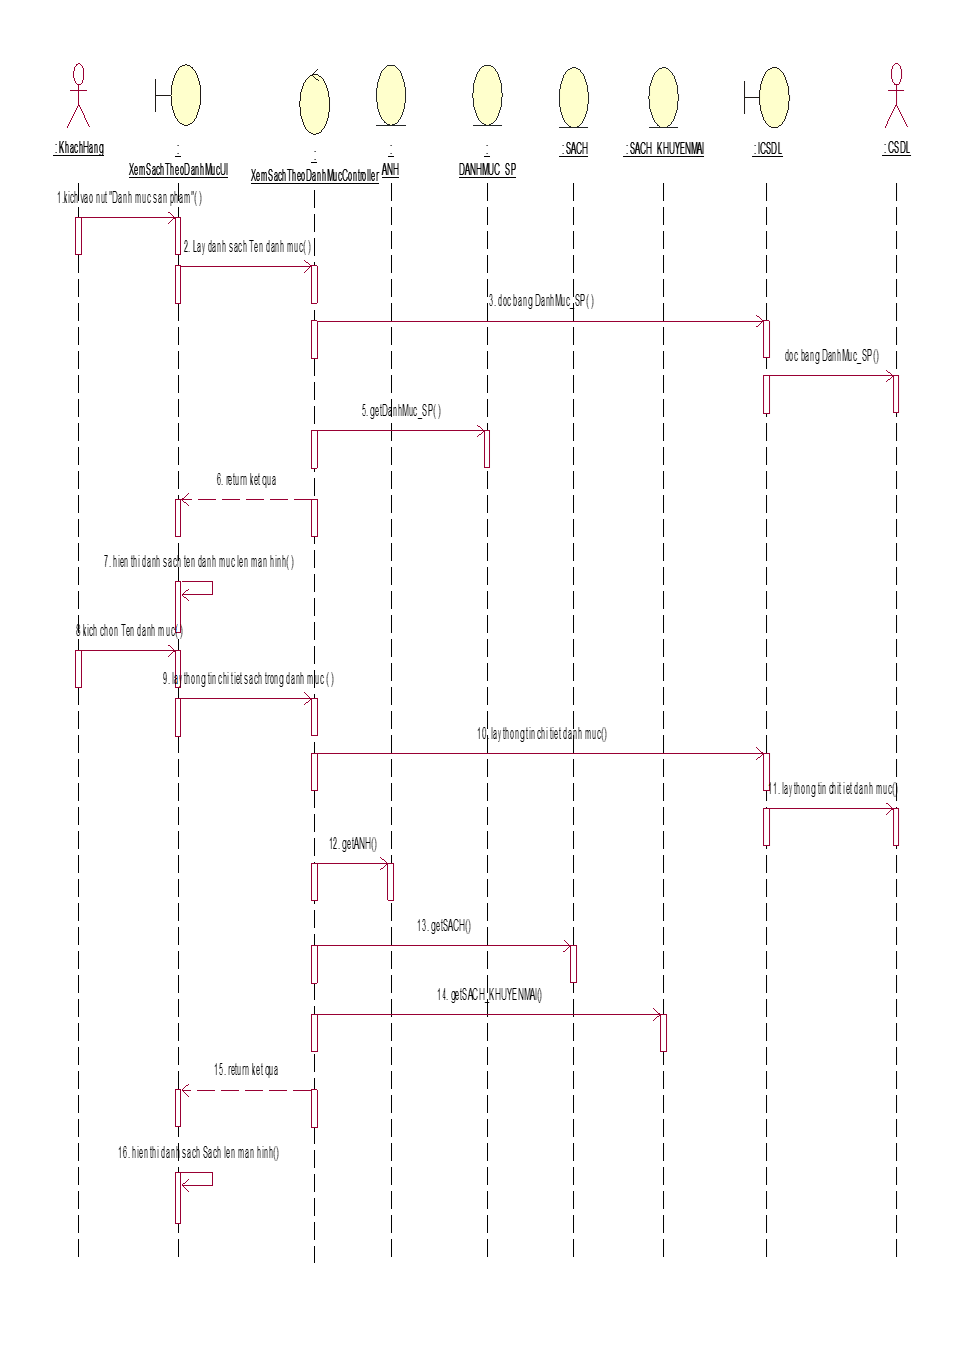 : KhachHang
:
XemSachTheoDanhMucUI
:
XemSachTheoDanhMucController
:
ANH
:
DANHMUC_SP
: SACH
: SACH_KHUYENMAI
: ICSDL
: CSDL
1.kich vao nut "Danh muc san pham"( )
2. Lay danh sach Ten danh muc( )
3. doc bang DanhMuc_SP( )
doc bang DanhMuc_SP()
5. getDanhMuc_SP( )
6. return ket qua
7. hien thi danh sach ten danh muc len man hinh( )
8.kich chon Ten danh muc( )
9. lay thong tin chi tiet sach trong danh muc ( )
10. lay thong tin chi tiet danh muc()
11. lay thong tin chi tiet danh muc()
12. getANH()
13. getSACH()
14. getSACH_KHUYENMAI()
15. return ket qua
16. hien thi danh sach Sach len man hinh()